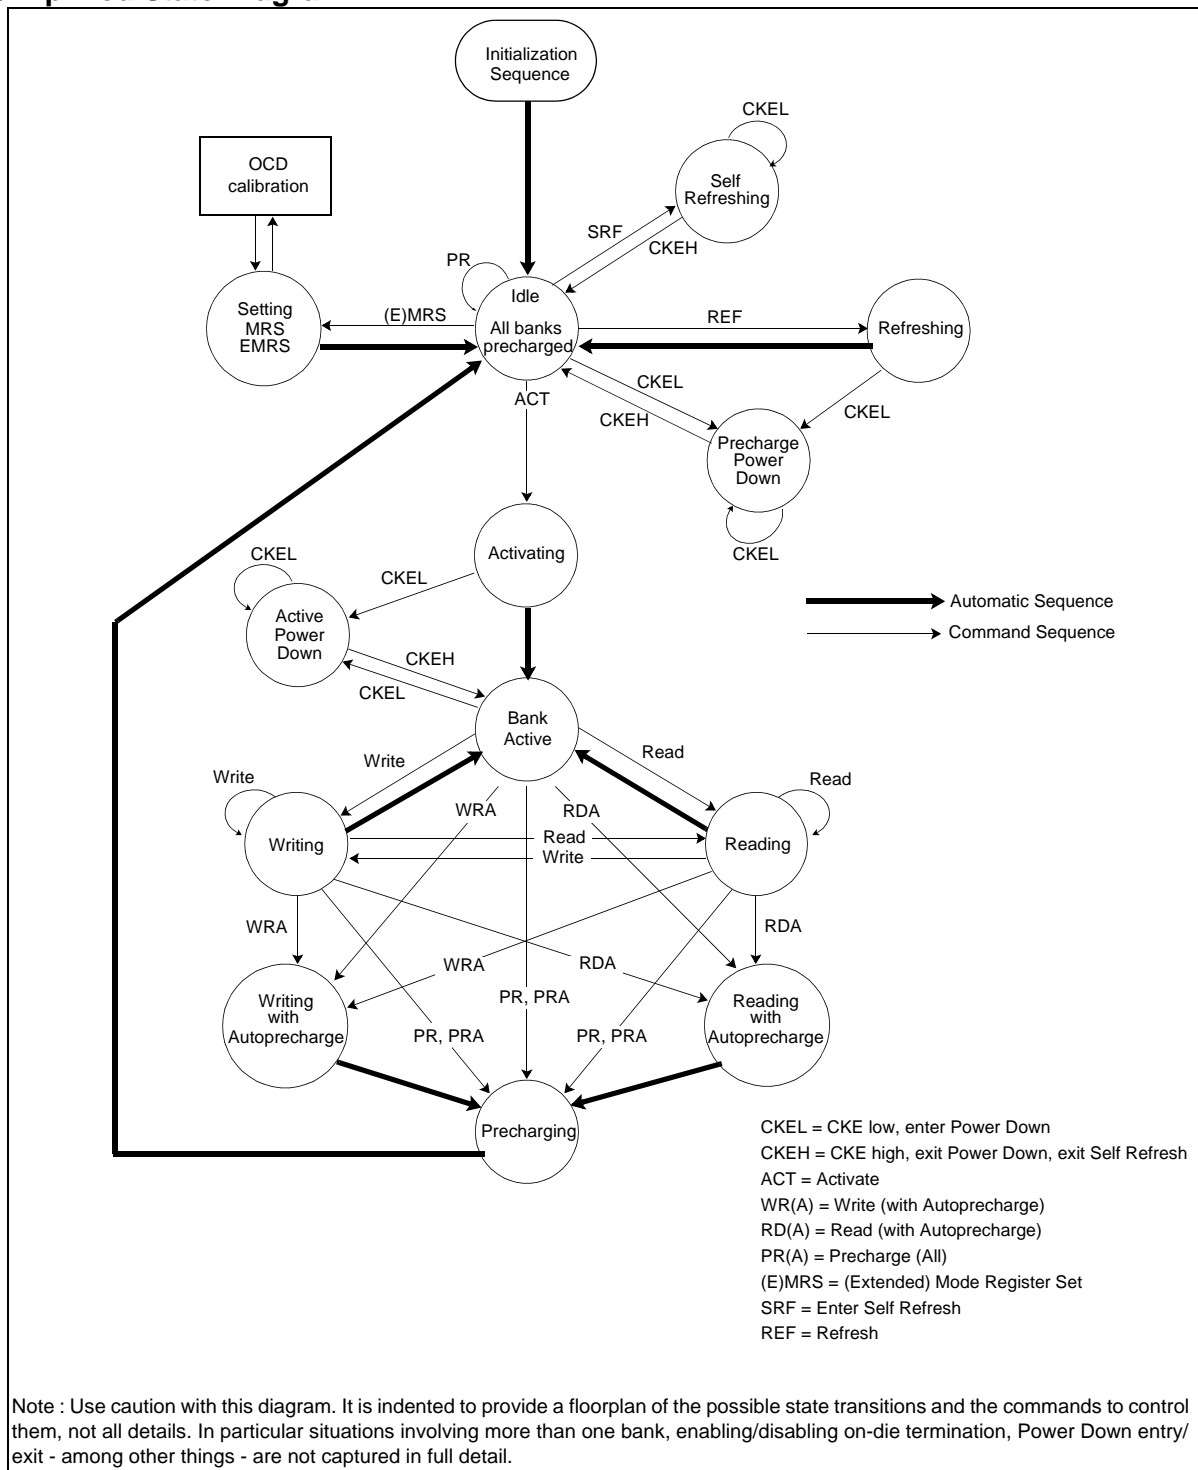 Initialization
Sequence
CKEL
OCD
calibration
Self
Refreshing
SRF
CKEH
PR
Idle
All banks
precharged
Setting
MRS
EMRS
(E)MRS
REF
Refreshing
CKEL
CKEH
ACT
CKEL
Precharge
Power
Down
CKEL
Activating
CKEL
CKEL
Active
Power
Down
CKEH
CKEL
Automatic Sequence
Command Sequence
Bank
Active
Write
Read
Write
Read
WRA
RDA
Writing
Read
Write
Reading
WRA
RDA
WRA
RDA
Writing
with
Autoprecharge
PR, PRA
Reading
with
Autoprecharge
PR, PRA
PR, PRA
Precharging
CKEL = CKE low, enter Power Down
CKEH = CKE high, exit Power Down, exit Self Refresh
ACT = Activate
WR(A) = Write (with Autoprecharge)
RD(A) = Read (with Autoprecharge)
PR(A) = Precharge (All)
(E)MRS = (Extended) Mode Register Set
SRF = Enter Self Refresh
REF = Refresh
Note : Use caution with this diagram. It is indented to provide a floorplan of the possible state transitions and the commands to control
them, not all details. In particular situations involving more than one bank, enabling/disabling on-die termination, Power Down entry/
exit - among other things - are not captured in full detail.